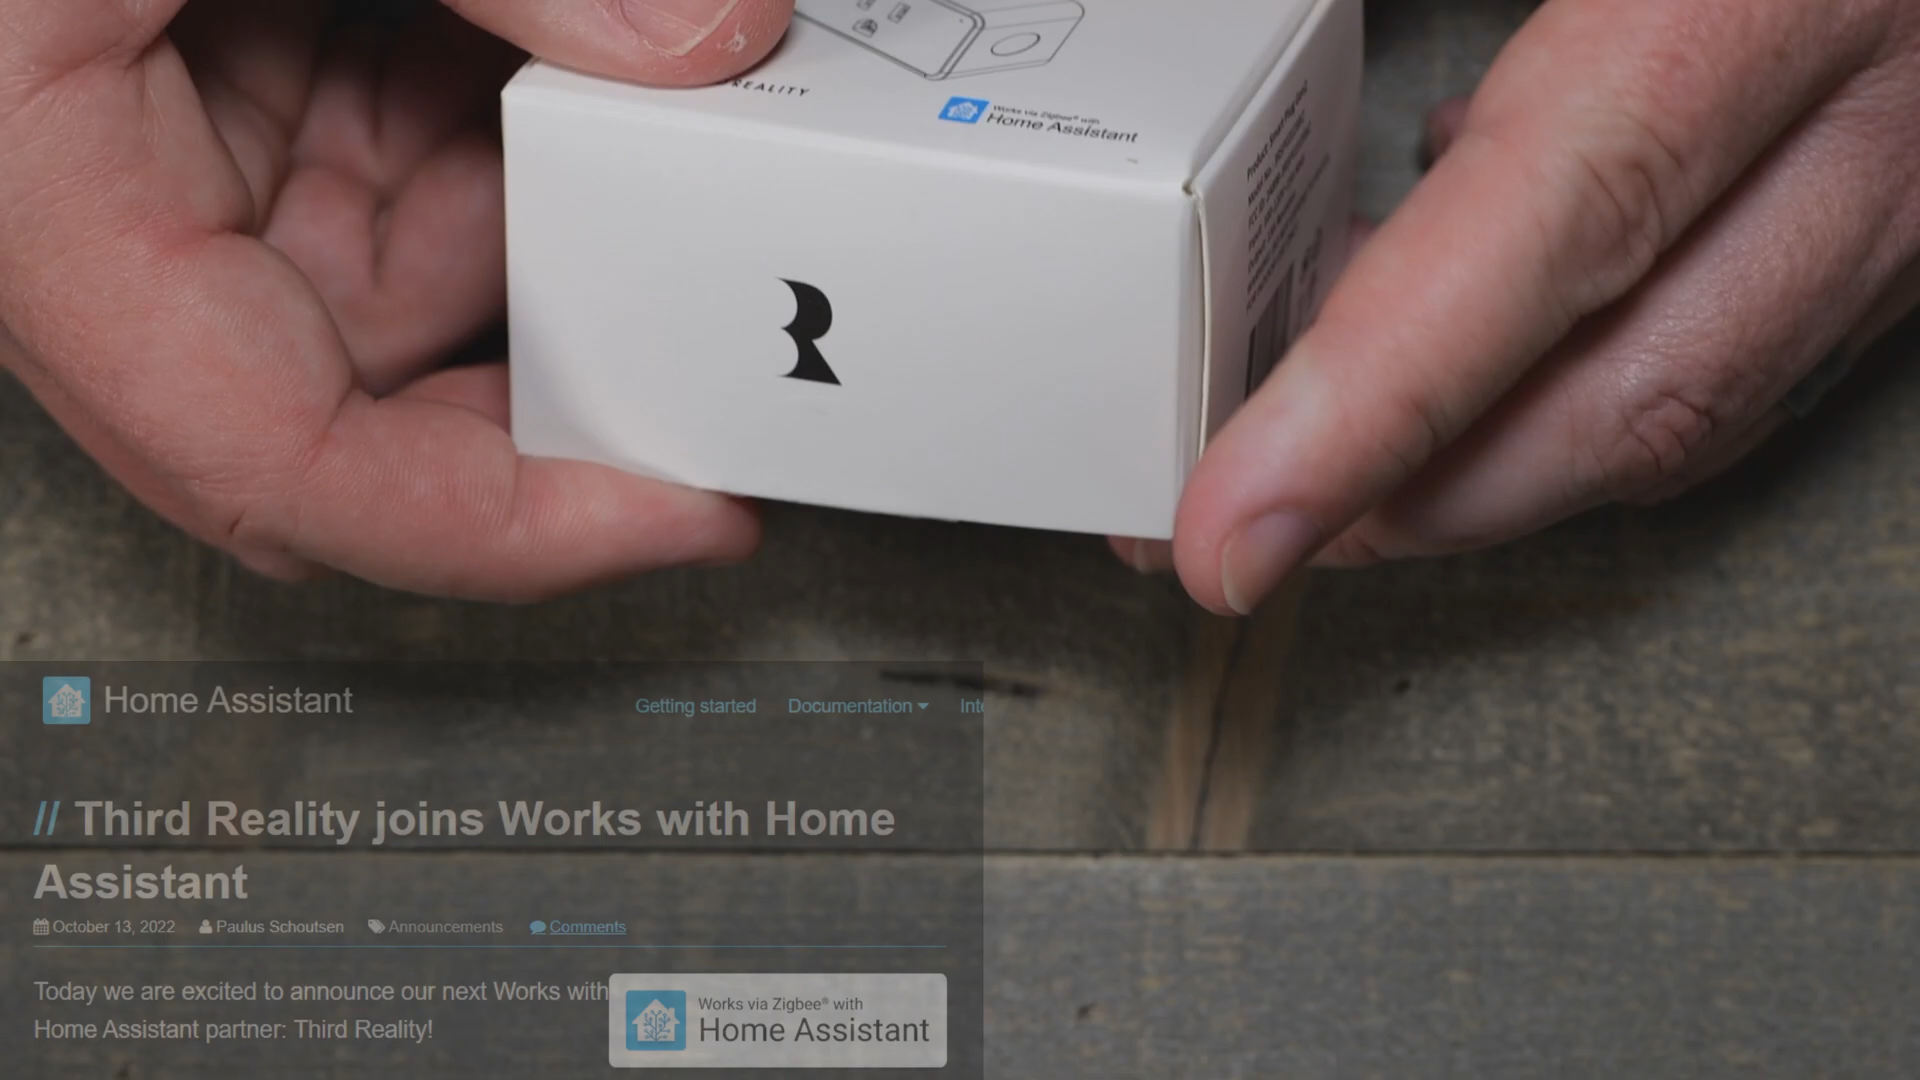 REALITY
Works via Zigbee® with
Home Assistant
R
Home Assistant
Getting started
Documentation
// Third Reality joins Works with Home
Assistant
October 13, 2022
Paulus Schoutsen
Announcements
Comments
Today we are excited to announce our next Works with
Home Assistant partner: Third Reality!
Works via Zigbee® with
Home Assistant